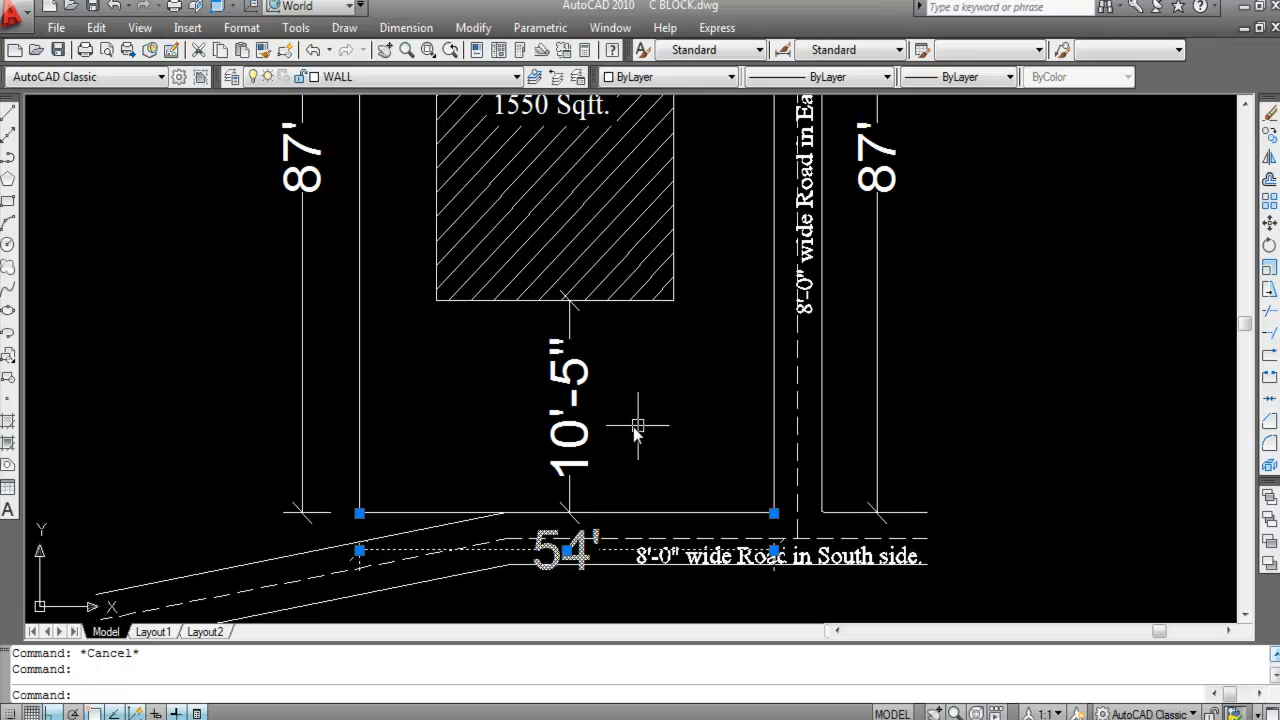 World
AutoCAD 2010 C BLOCK.dwg
Type a keyword or phrase
File Edit View Insert Format Tools Draw Dimension Modify Parametric Window Help Express
Standard Standard
AutoCAD Classic WALL ByLayer ByLayer ByLayer ByColor
1550 Sqft.
87'
8'-0" wide Road in Ea
87'
10'-5"
54'
8'-0" wide Road in South side.
Y
X
Model Layout1 Layout2
Command: *Cancel*
Command:
Command:
MODEL 1:1 AutoCAD Classic
A